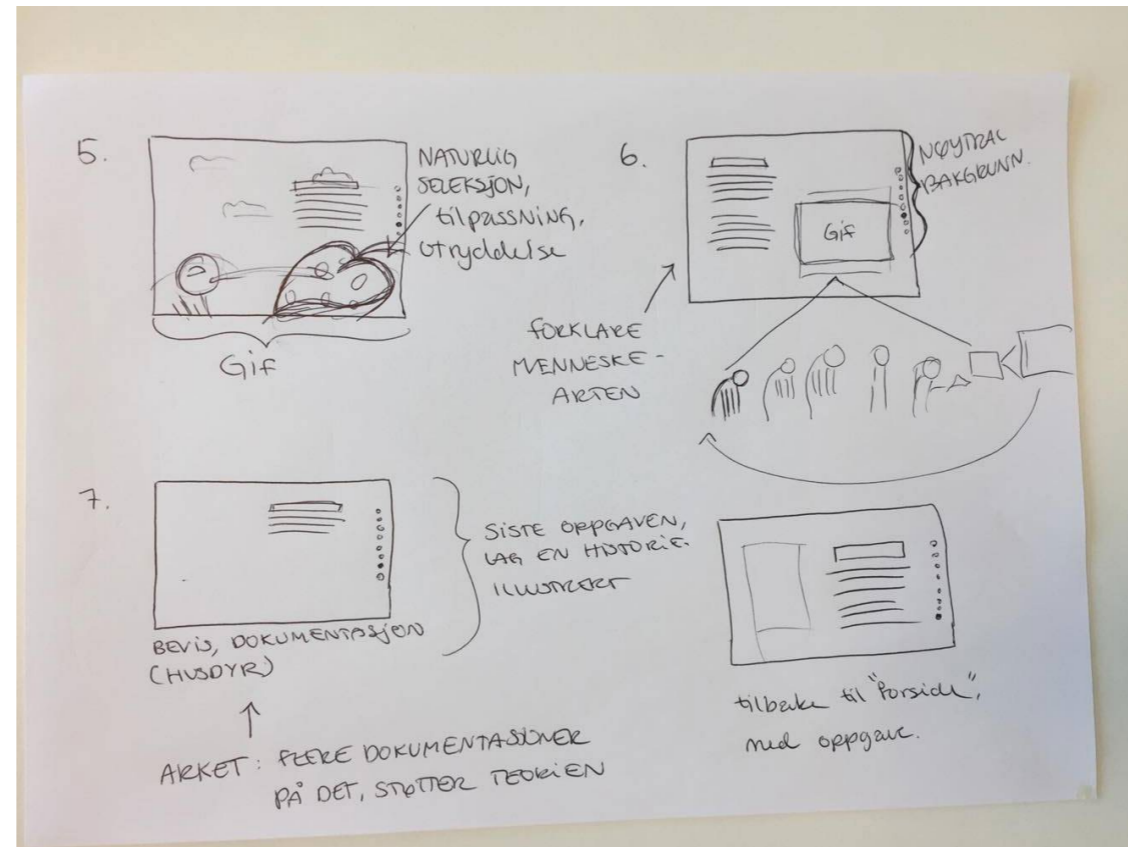 5.
NATURLIG
SELEKSJON,
tilpassning,
utryddelse
Gif
6.
NØYTRAL
BAKGRUNN.
Gif
FORKLARE
MENNESKE-
ARTEN
7.
SISTE OPPGAVEN,
LAG EN HISTORIE.
ILLUSTRERT
BEVIS, DOKUMENTASJON
(HUSDYR)
ARKET: FLERE DOKUMENTASJONER
PÅ DET, STØTTER TEORIEN
tilbake til "Forside",
med oppgave.